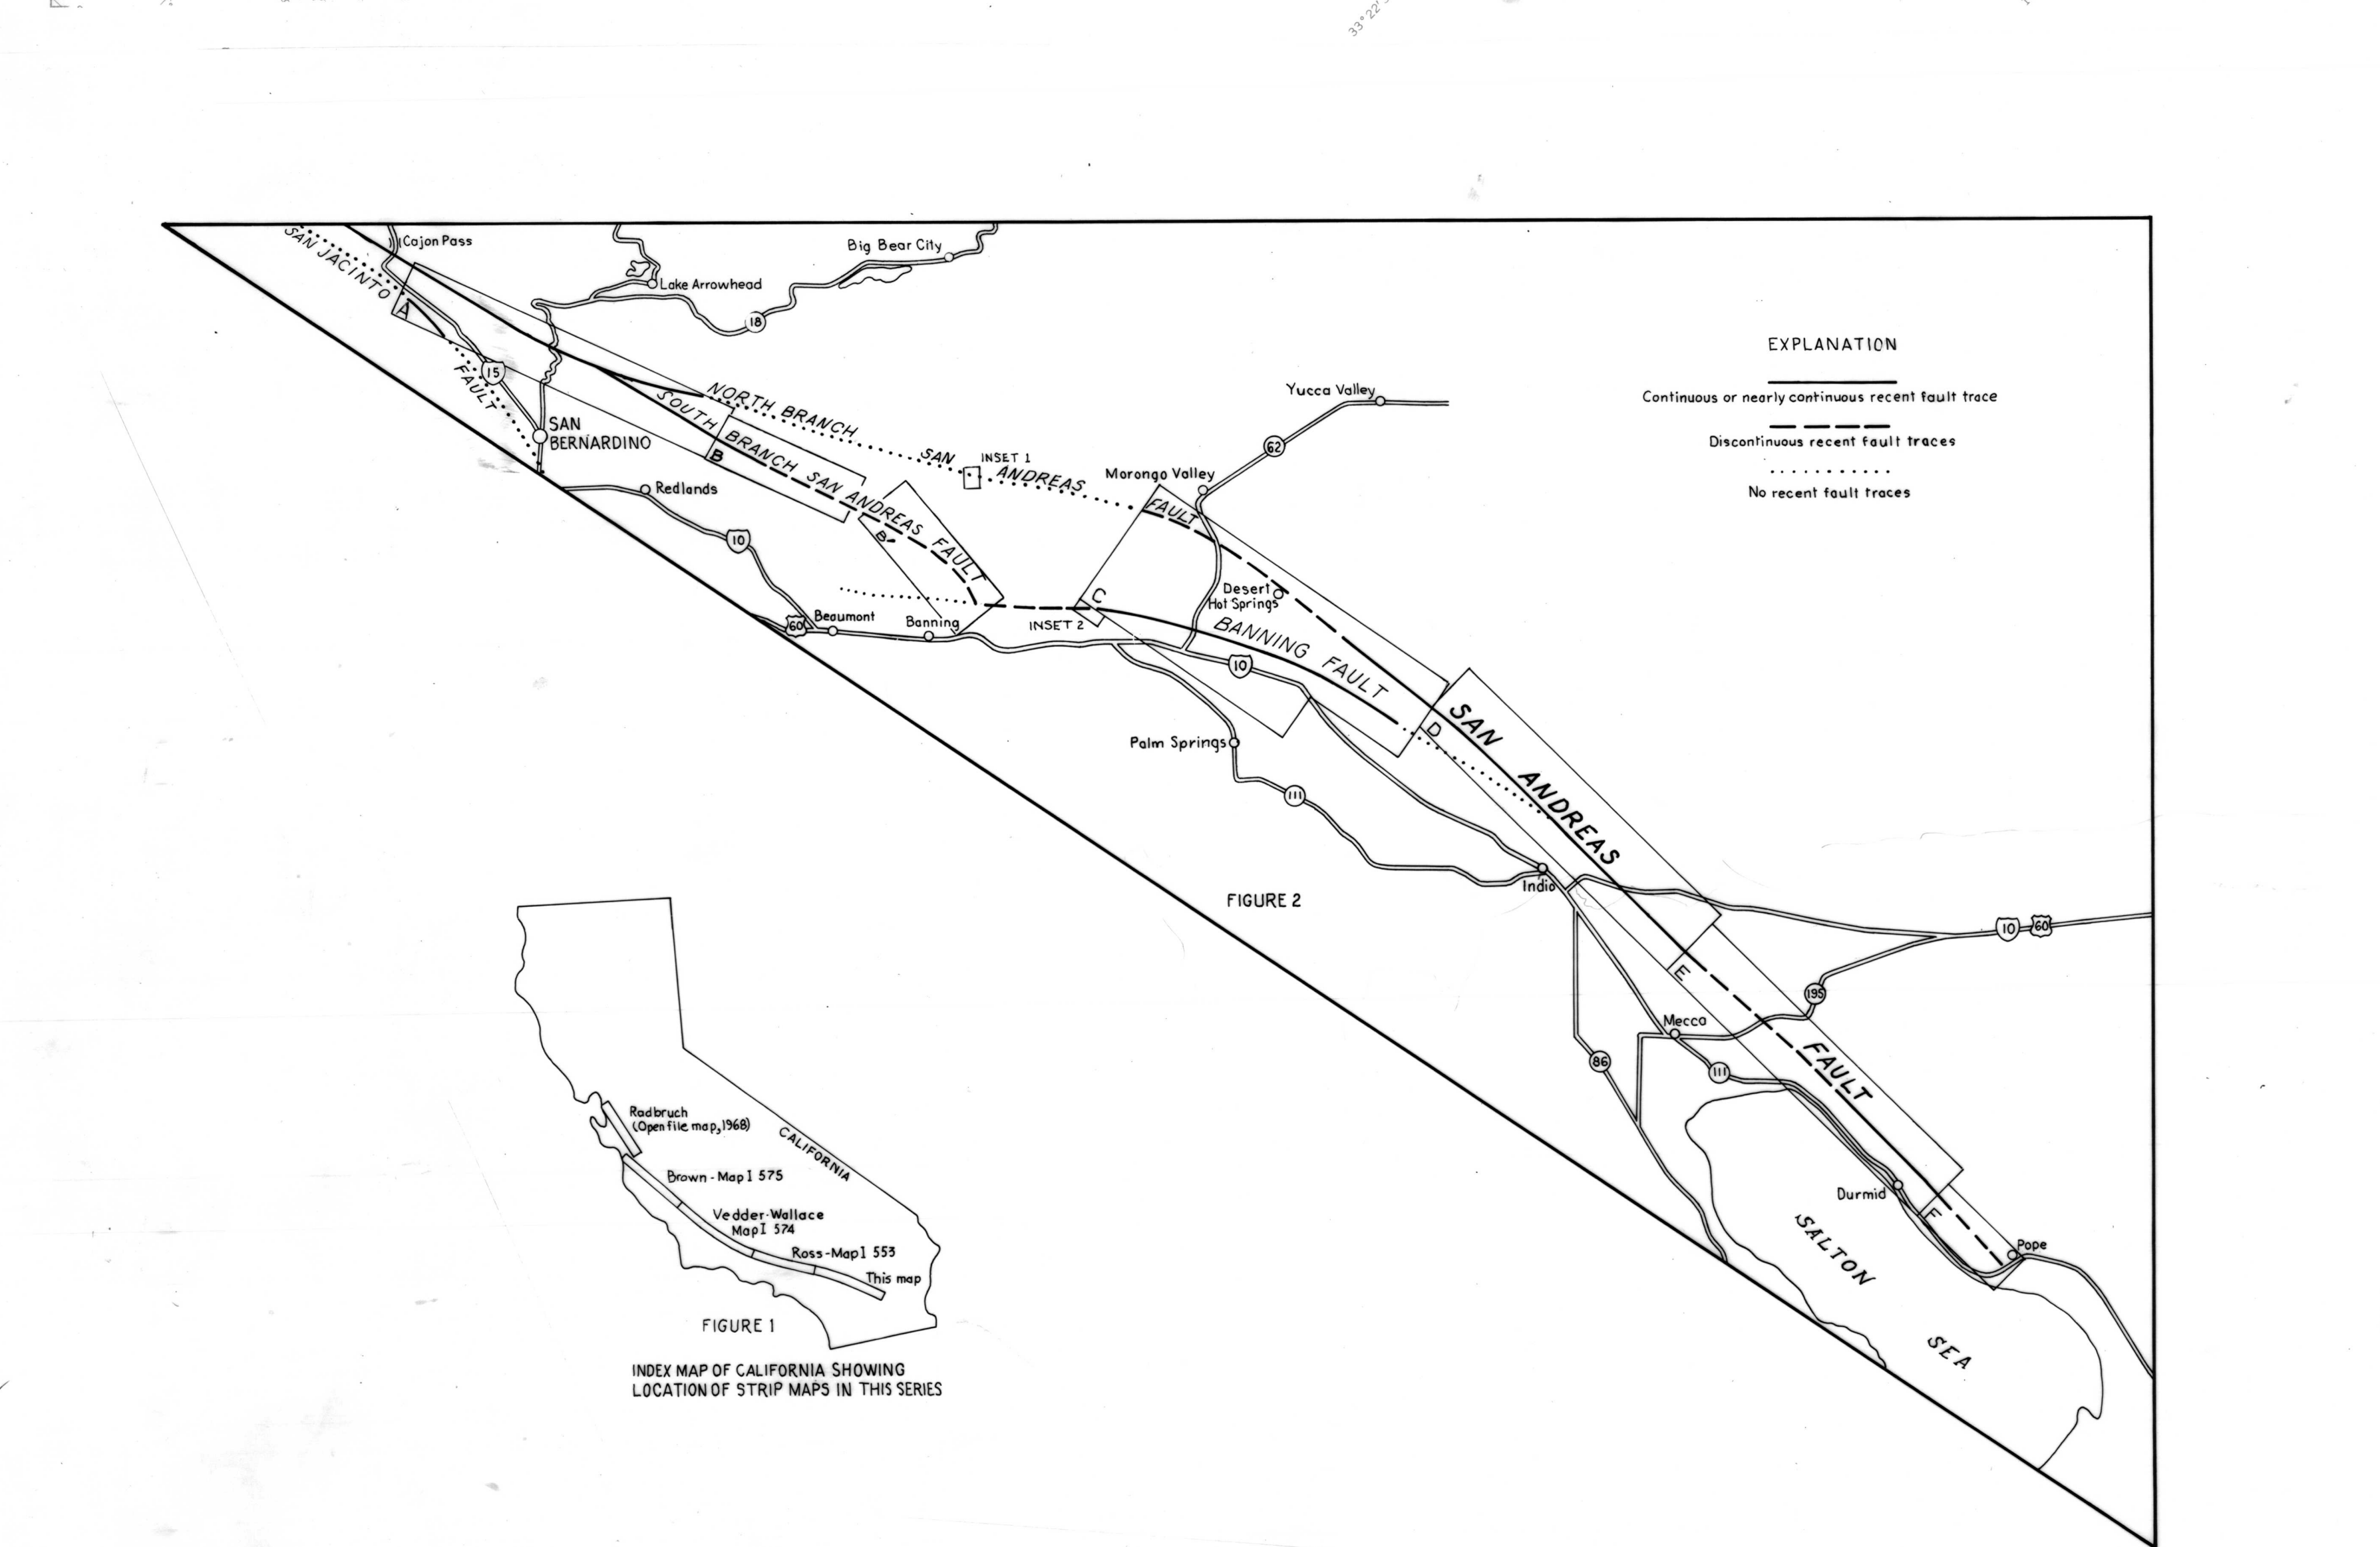 33°22'
Cajon Pass
Big Bear City
Lake Arrowhead
18
SAN JACINTO
FAULT
A
15
SAN
BERNARDINO
NORTH BRANCH
SAN
ANDREAS
FAULT
INSET 1
SOUTH BRANCH SAN ANDREAS FAULT
B
B'
Redlands
10
60
Beaumont
Banning
INSET 2
C
Yucca Valley
62
Morongo Valley
Desert
Hot Springs
BANNING FAULT
10
Palm Springs
111
D
SAN ANDREAS
FAULT
Indio
E
10
60
195
Mecca
86
111
Durmid
F
Pope
SALTON
SEA
EXPLANATION
Continuous or nearly continuous recent fault trace
Discontinuous recent fault traces
No recent fault traces
FIGURE 2
Radbruch
(Open file map, 1968)
CALIFORNIA
Brown - Map I 575
Vedder-Wallace
Map I 574
Ross-Map I 553
This map
FIGURE 1
INDEX MAP OF CALIFORNIA SHOWING
LOCATION OF STRIP MAPS IN THIS SERIES